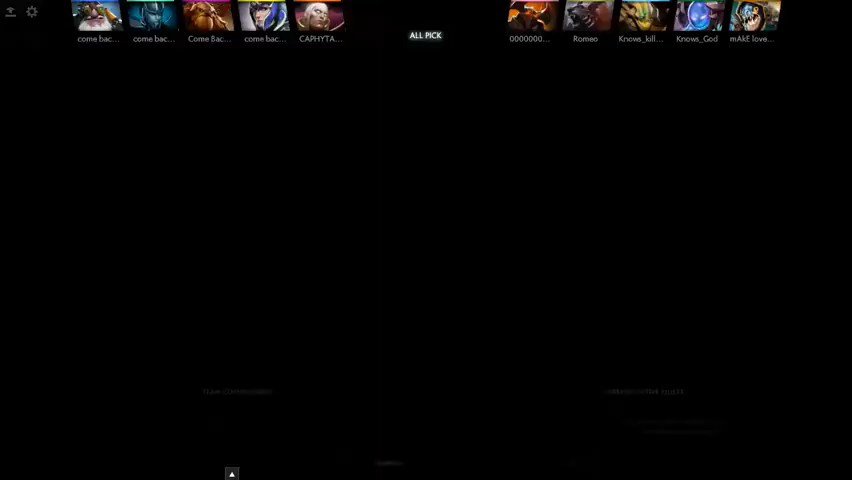 ALL PICK
come bac...
come bac...
Come Bac...
come bac...
CAPHYTA...
0000000...
Romeo
Knows_kill...
Knows_God
mAkE love...